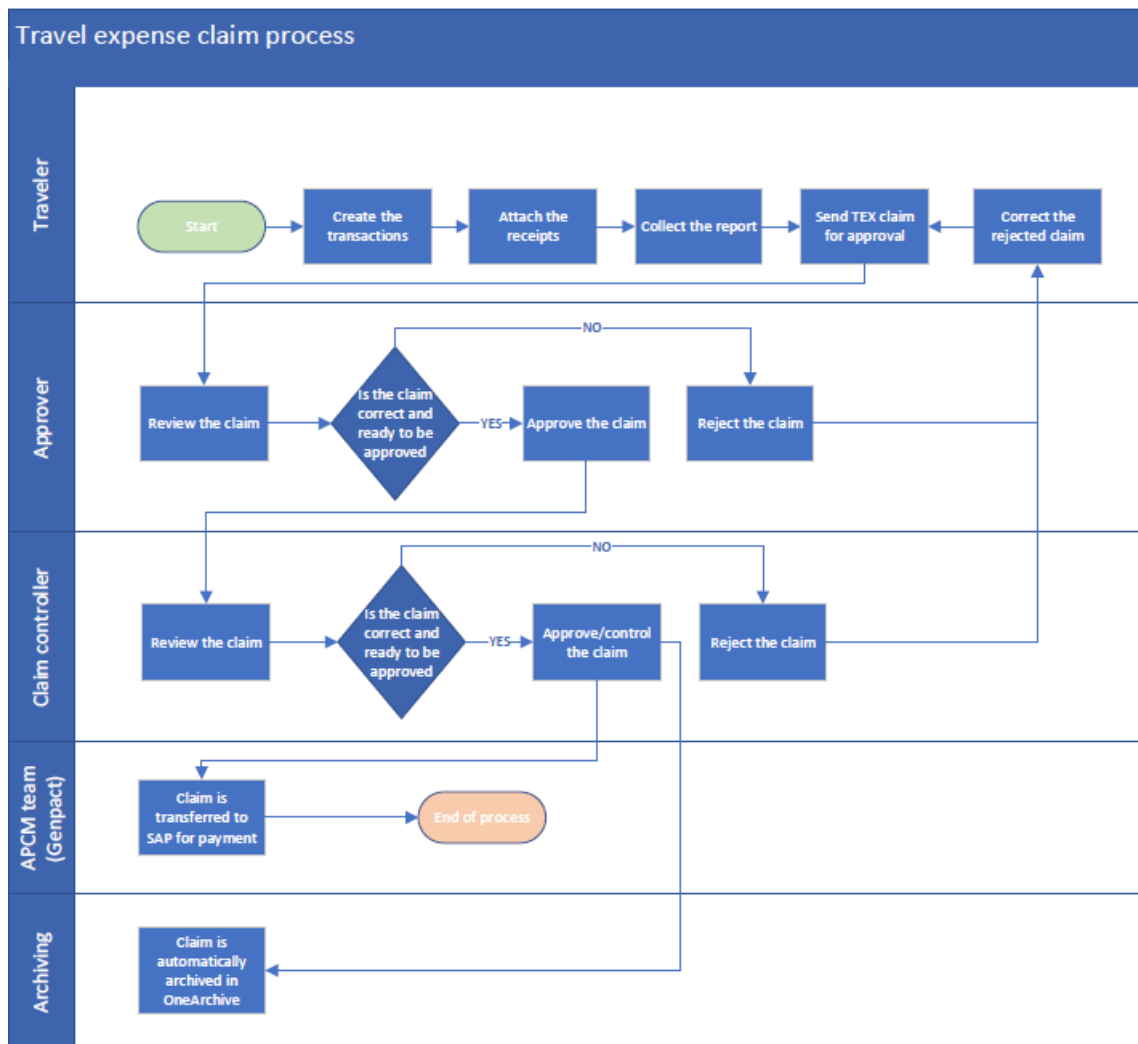 Travel expense claim process
Traveler
Start
Create the
transactions
Attach the
receipts
Collect the report
Send TEX claim
for approval
Correct the
rejected claim
Approver
NO
Review the claim
Is the claim
correct and
ready to be
approved
YES
Approve the claim
Reject the claim
Claim controller
NO
Review the claim
Is the claim
correct and
ready to be
approved
YES
Approve/control
the claim
Reject the claim
APCM team
(Genpact)
Claim is
transferred to
SAP for payment
End of process
Archiving
Claim is
automatically
archived in
OneArchive